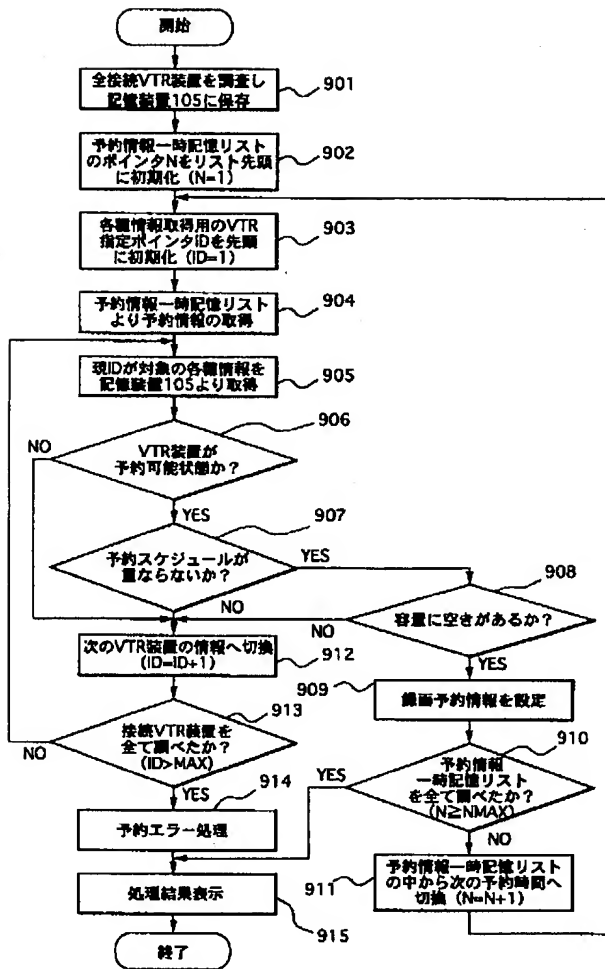 開始
全接続VTR装置を調査し
記憶装置105に保存
901
予約情報一時記憶リスト
のポインタNをリスト先頭
に初期化 (N=1)
902
各種情報取得用のVTR
指定ポインタIDを先頭
に初期化 (ID=1)
903
予約情報一時記憶リスト
より予約情報の取得
904
現IDが対象の各種情報を
記憶装置105より取得
905
906
VTR装置が
予約可能状態か？
NO
YES
907
予約スケジュールが
重ならないか？
YES
NO
908
容量に空きがあるか？
NO
YES
次のVTR装置の情報へ切換
(ID=ID+1)
912
909
録画予約情報を設定
913
接続VTR装置を
全て調べたか？
(ID>MAX)
NO
YES
910
予約情報
一時記憶リスト
を全て調べたか？
(N≧NMAX)
YES
NO
914
予約エラー処理
911
予約情報一時記憶リスト
の中から次の予約時間へ
切換 (N=N+1)
処理結果表示
915
終了